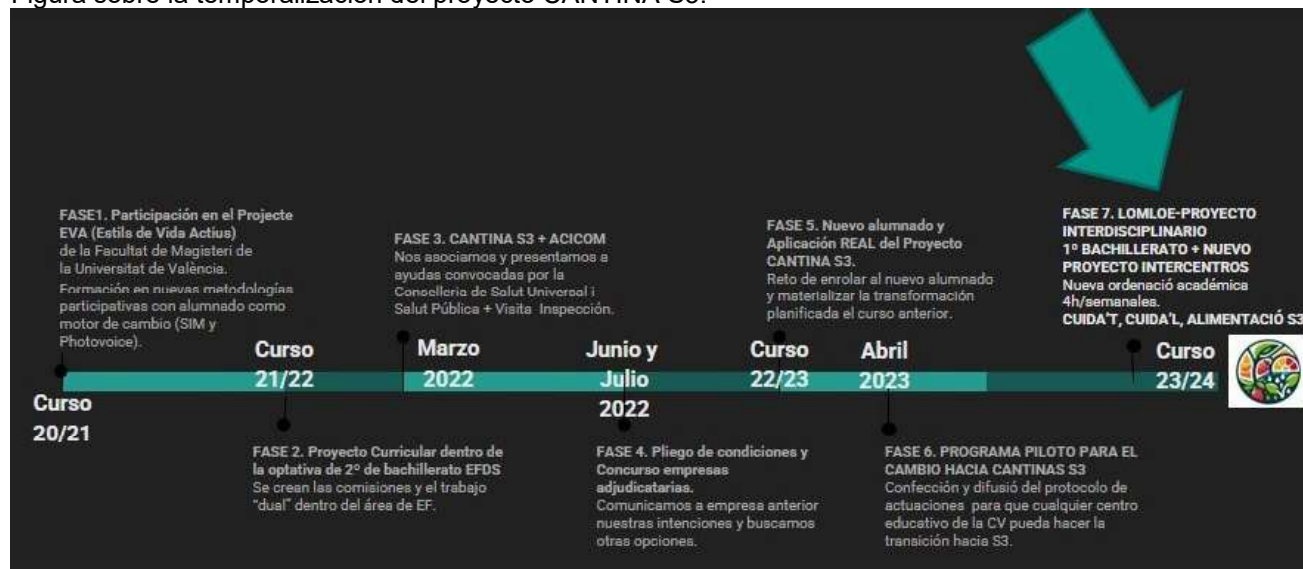 Figura sobre la temporalización del proyecto CANTINA S3.
FASE1. Participación en el Projecte
EVA (Estils de Vida Actius)
de la Facultat de Magisteri de
la Universitat de València.
Formación en nuevas metodologías
participativas con alumnado como
motor de cambio (SIM y
Photovoice).
Curso
20/21
Curso
21/22
FASE 2. Proyecto Curricular dentro de
la optativa de 2º de bachillerato EFDS
Se crean las comisiones y el trabajo
"dual" dentro del área de EF.
FASE 3. CANTINA S3 + ACICOM
Nos asociamos y presentamos a
ayudas convocadas por la
Conselleria de Salut Universal i
Salut Pública + Visita Inspección.
Marzo
2022
Junio y
Julio
2022
FASE 4. Pliego de condiciones y
Concurso empresas
adjudicatarias.
Comunicamos a empresa anterior
nuestras intenciones y buscamos
otras opciones.
FASE 5. Nuevo alumnado y
Aplicación REAL del Proyecto
CANTINA S3.
Reto de enrolar al nuevo alumnado
y materializar la transformación
planificada el curso anterior.
Curso
22/23
Abril
2023
FASE 6. PROGRAMA PILOTO PARA EL
CAMBIO HACIA CANTINAS S3
Confección y difusió del protocolo de
actuaciones para que cualquier centro
educativo de la CV pueda hacer la
transición hacia S3.
FASE 7. LOMLOE-PROYECTO
INTERDISCIPLINARIO
1º BACHILLERATO + NUEVO
PROYECTO INTERCENTROS
Nueva ordenació académica
4h/semanales.
CUIDA'T, CUIDA'L, ALIMENTACIÓ S3
Curso
23/24